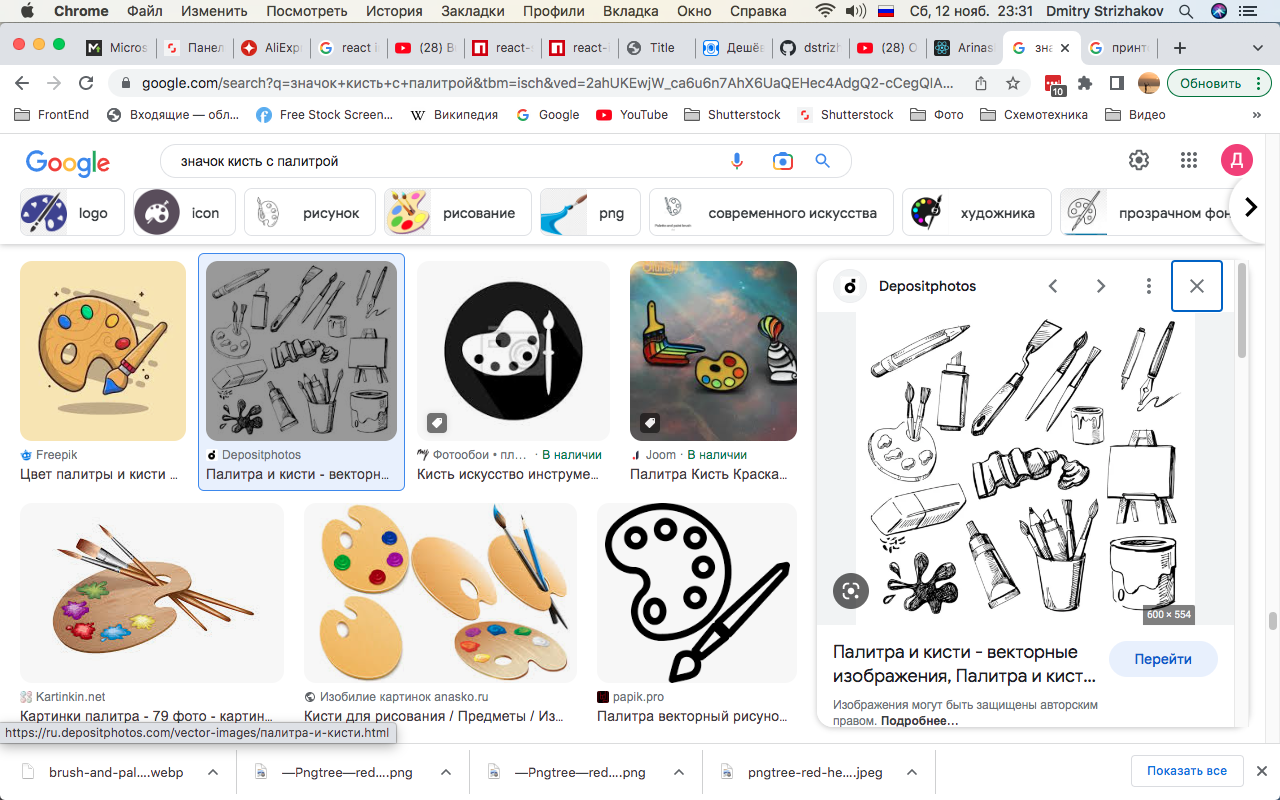 Chrome Файл Изменить Посмотреть История Закладки Профили Вкладка Окно Справка Сб, 12 нояб. 23:31 Dmitry Strizhakov
Micros Панел AliExp react i (28) В react- react-i Title Дешёв dstriz (28) О Arinas зна принт
google.com/search?q=значок+кисть+с+палитрой&tbm=isch&ved=2ahUKEwjW_ca6u6n7AhX6UaQEHec4AdgQ2-cCegQIA... 10 Обновить
FrontEnd Входящие — обл... Free Stock Screen... Википедия Google YouTube Shutterstock Shutterstock Фото Схемотехника Видео »
Google значок кисть с палитрой Д
logo icon рисунок рисование png современного искусства художника прозрачном фон
Depositphotos
Freepik
Цвет палитры и кисти ...
Depositphotos
Палитра и кисти - векторн...
Фотообои • пл... · В наличии
Кисть искусство инструме...
Joom · В наличии
Палитра Кисть Краска...
600 × 554
Палитра и кисти - векторные
изображения, Палитра и кист...
Перейти
Изображения могут быть защищены авторским
правом. Подробнее...
Kartinkin.net
Картинки палитра - 79 фото - картин...
Изобилие картинок anasko.ru
Кисти для рисования / Предметы / Из...
papik.pro
Палитра векторный рисуно...
https://ru.depositphotos.com/vector-images/палитра-и-кисти.html
brush-and-pal....webp —Pngtree—red....png —Pngtree—red....png pngtree-red-he....jpeg Показать все